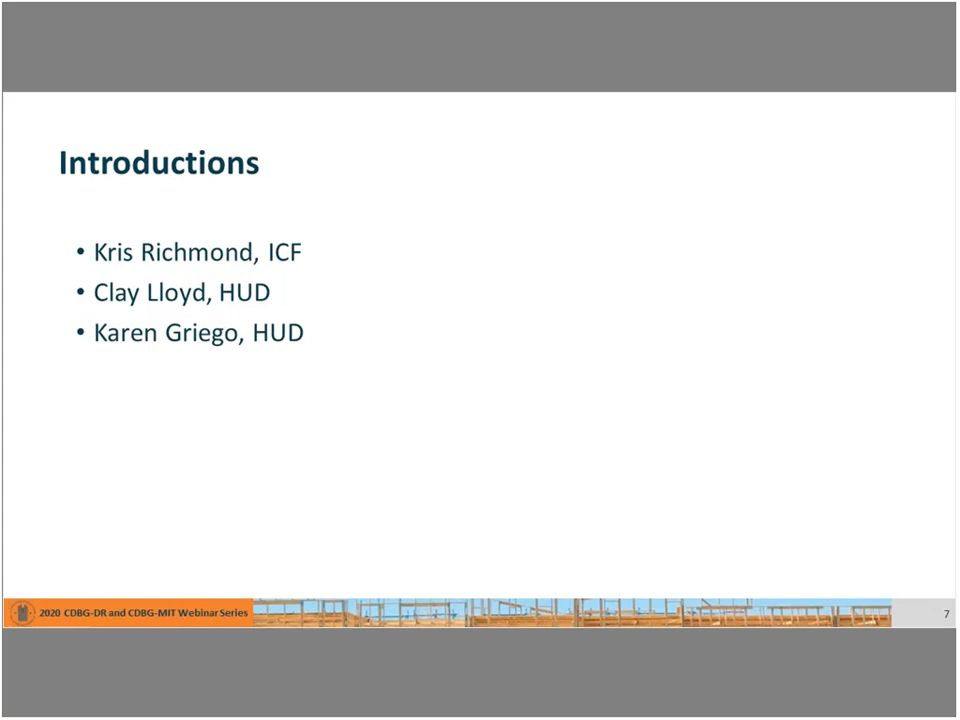 Introductions
• Kris Richmond, ICF
• Clay Lloyd, HUD
• Karen Griego, HUD
2020 CDBG-DR and CDBG-MIT Webinar Series
7